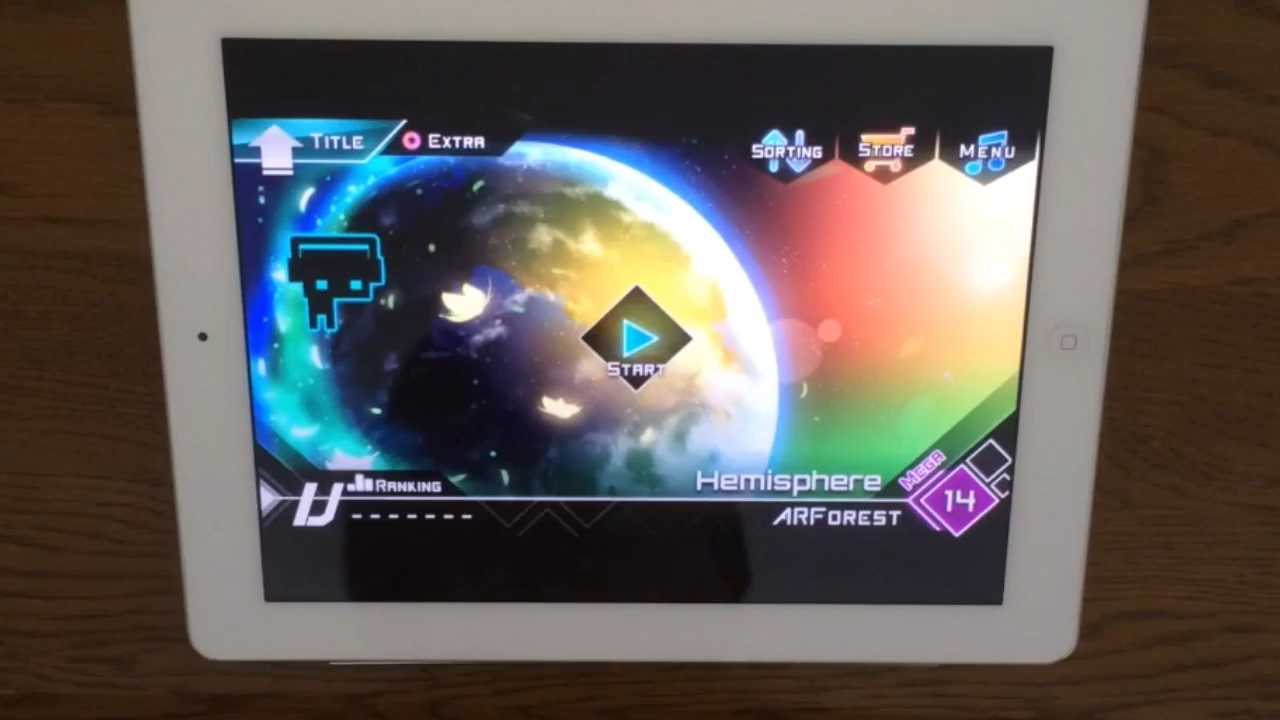 TITLE
EXTRA
SORTING
STORE
MENU
START
RANKING
-------
Hemisphere
ARFOREST
MEGA
14